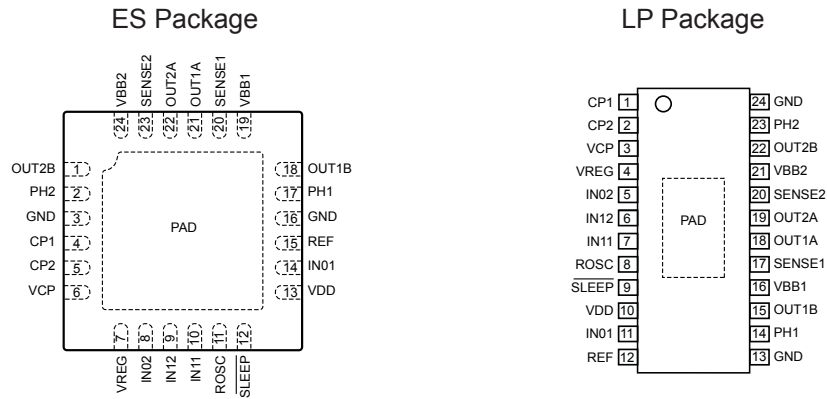 ES Package
LP Package
VBB2
SENSE2
OUT2A
OUT1A
SENSE1
VBB1
24
23
22
21
20
19
OUT2B 1
PH2 2
GND 3
CP1 4
CP2 5
VCP 6
PAD
18 OUT1B
17 PH1
16 GND
15 REF
14 IN01
13 VDD
7
8
9
10
11
12
VREG
IN02
IN12
IN11
ROSC
SLEEP
CP1 1
CP2 2
VCP 3
VREG 4
IN02 5
IN12 6
IN11 7
ROSC 8
SLEEP 9
VDD 10
IN01 11
REF 12
PAD
24 GND
23 PH2
22 OUT2B
21 VBB2
20 SENSE2
19 OUT2A
18 OUT1A
17 SENSE1
16 VBB1
15 OUT1B
14 PH1
13 GND